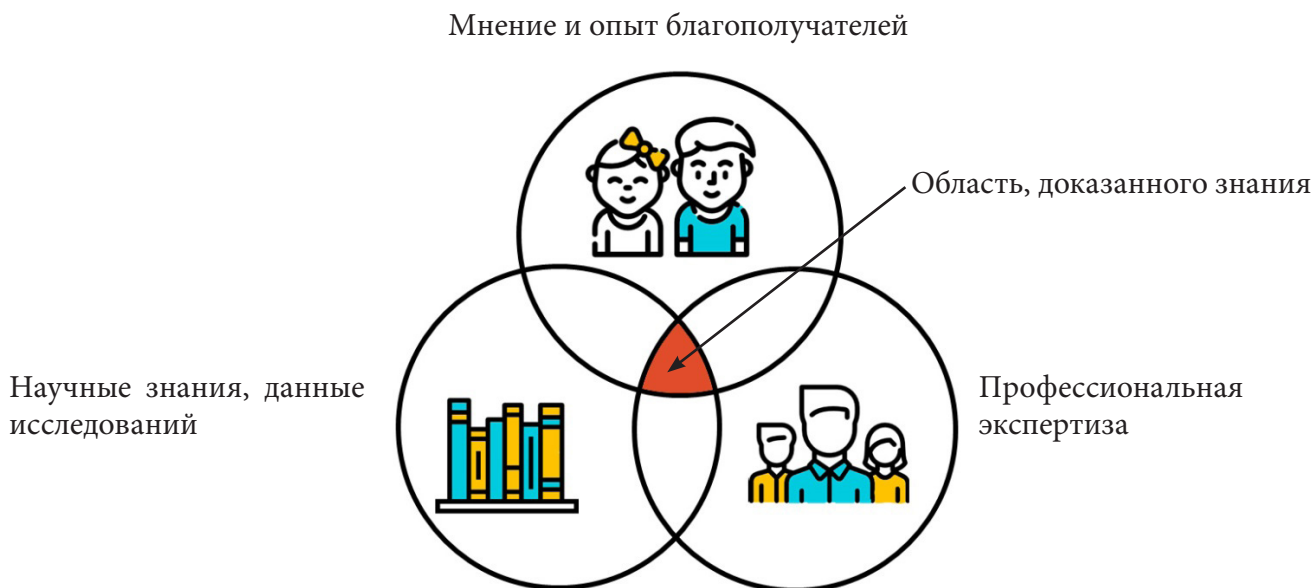 Мнение и опыт благополучателей
Область, доказанного знания
Научные знания, данные
исследований
Профессиональная
экспертиза